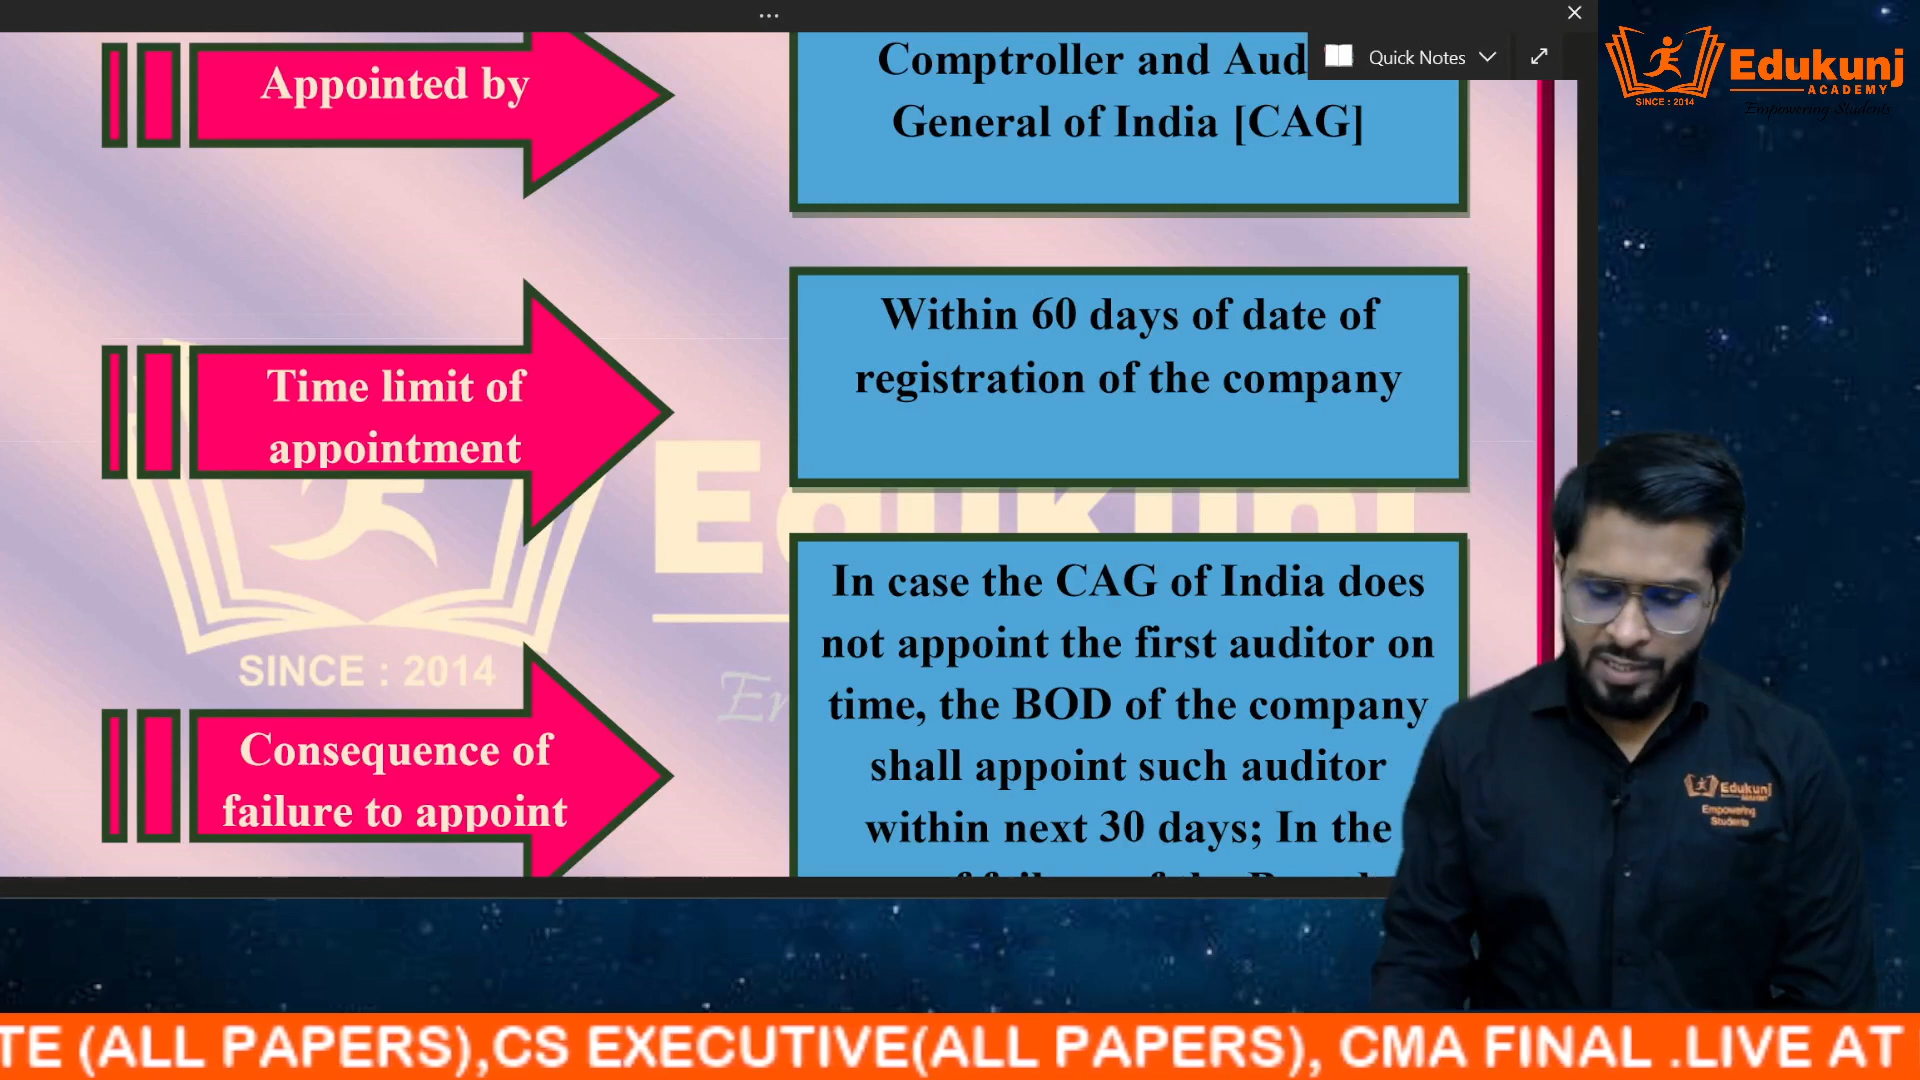 ...
Appointed by
Comptroller and Aud
General of India [CAG]
Quick Notes
Edukunj
ACADEMY
SINCE : 2014
Empowering Students
Time limit of
appointment
Within 60 days of date of
registration of the company
SINCE : 2014
Consequence of
failure to appoint
In case the CAG of India does
not appoint the first auditor on
time, the BOD of the company
shall appoint such auditor
within next 30 days; In the
Edukunj
Empowering
Students
TE (ALL PAPERS),CS EXECUTIVE(ALL PAPERS), CMA FINAL .LIVE AT